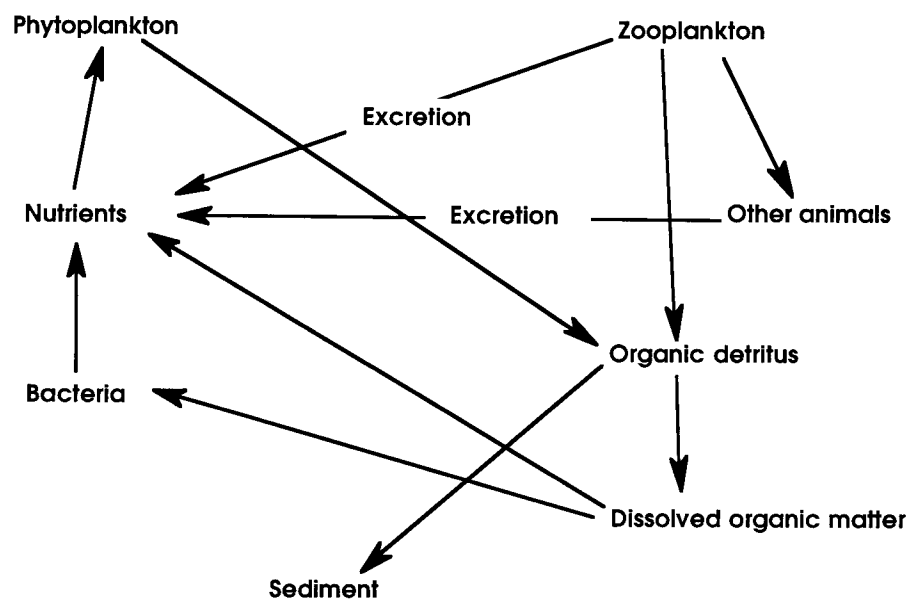 Phytoplankton
Zooplankton
Excretion
Nutrients
Excretion
Other animals
Organic detritus
Bacteria
Dissolved organic matter
Sediment